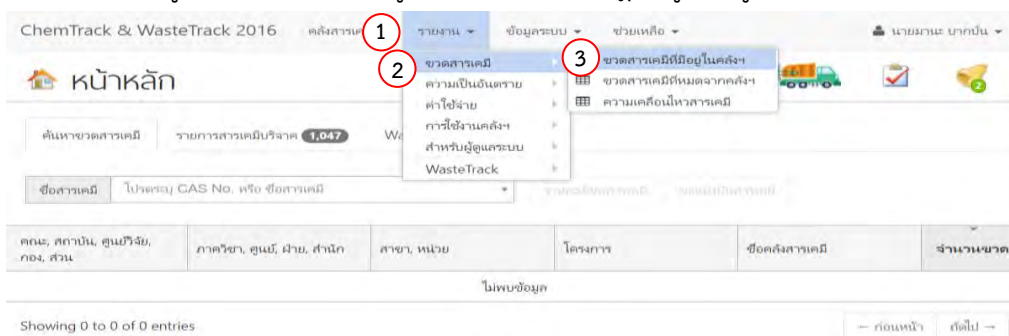 ChemTrack & WasteTrack 2016 คลังสารเค 1 รายงาน ข้อมูลระบบ ช่วยเหลือ นายมานะ บากบั่น
2 ขวดสารเคมี 3 ขวดสารเคมีที่มีอยู่ในคลังฯ
หน้าหลัก ความเป็นอันตราย ขวดสารเคมีที่หมดจากคลังฯ 2
ค่าใช้จ่าย ความเคลื่อนไหวสารเคมี
ค้นหาขวดสารเคมี รายการสารเคมีบริจาค 1,047 Wa การใช้งานคลังฯ
สำหรับผู้ดูแลระบบ
WasteTrack
ชื่อสารเคมี โปรดระบุ CAS No. หรือ ชื่อสารเคมี
คณะ, สถาบัน, ศูนย์วิจัย, กอง, ส่วน ภาควิชา, ศูนย์, ฝ่าย, สำนัก สาขา, หน่วย โครงการ ชื่อคลังสารเคมี จำนวนขวด
ไม่พบข้อมูล
Showing 0 to 0 of 0 entries ← ก่อนหน้า ถัดไป →